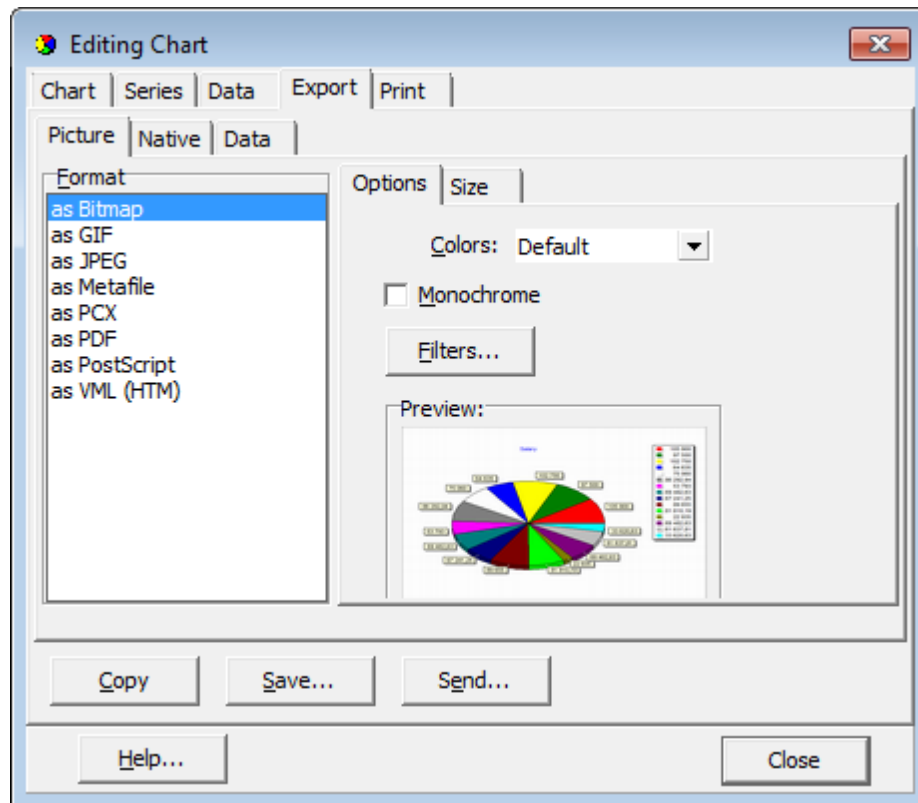 Editing Chart
Chart Series Data Export Print
Picture Native Data
Format
as Bitmap
as GIF
as JPEG
as Metafile
as PCX
as PDF
as PostScript
as VML (HTM)
Options Size
Colors: Default
Monochrome
Filters...
Preview:
Copy Save... Send...
Help... Close